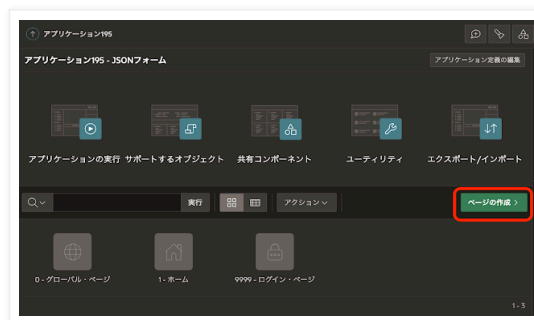 アプリケーション195
アプリケーション195 - JSONフォーム
アプリケーション定義の編集
アプリケーションの実行
サポートするオブジェクト
共有コンポーネント
ユーティリティ
エクスポート/インポート
実行
アクション
ページの作成
0 - グローバル・ページ
1 - ホーム
9999 - ログイン・ページ
1 - 3